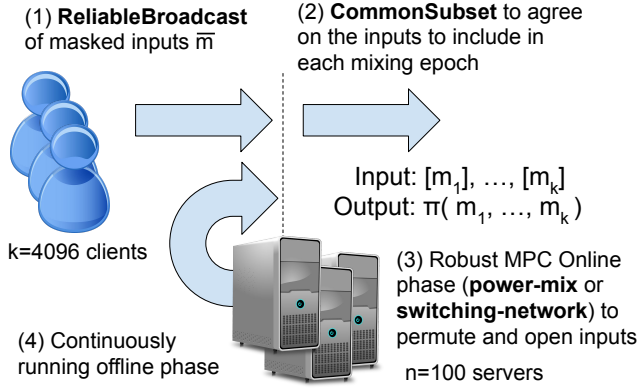 (1) ReliableBroadcast
of masked inputs m̅
(2) CommonSubset to agree
on the inputs to include in
each mixing epoch
Input: [m₁], …, [mₖ]
Output: π( m₁, …, mₖ )
k=4096 clients
(3) Robust MPC Online
phase (power-mix or
switching-network) to
permute and open inputs
(4) Continuously
running offline phase
n=100 servers